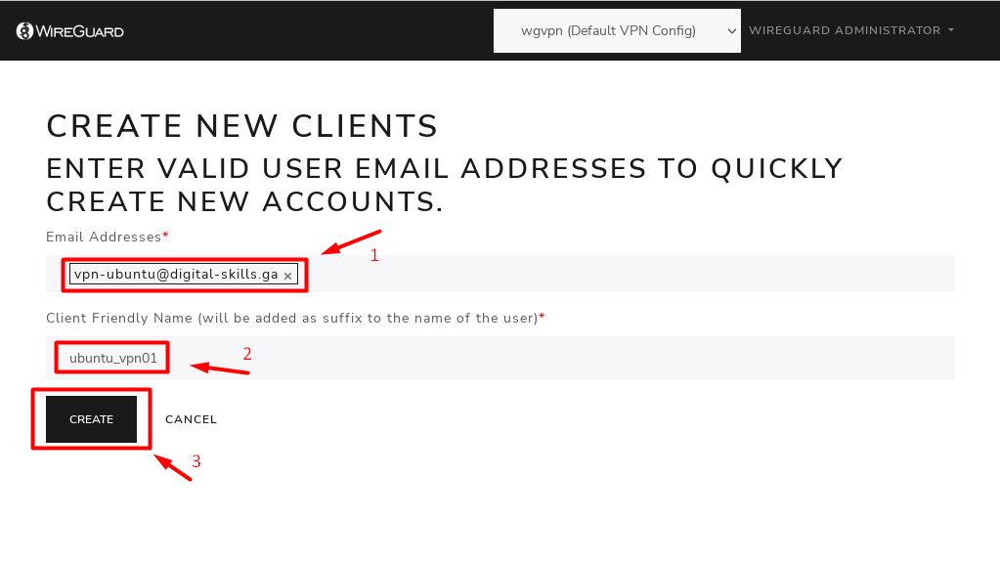 WIREGUARD
wgvpn (Default VPN Config)
WIREGUARD ADMINISTRATOR
CREATE NEW CLIENTS
ENTER VALID USER EMAIL ADDRESSES TO QUICKLY
CREATE NEW ACCOUNTS.
Email Addresses*
1
vpn-ubuntu@digital-skills.ga ×
Client Friendly Name (will be added as suffix to the name of the user)*
2
ubuntu_vpn01
CREATE
CANCEL
3